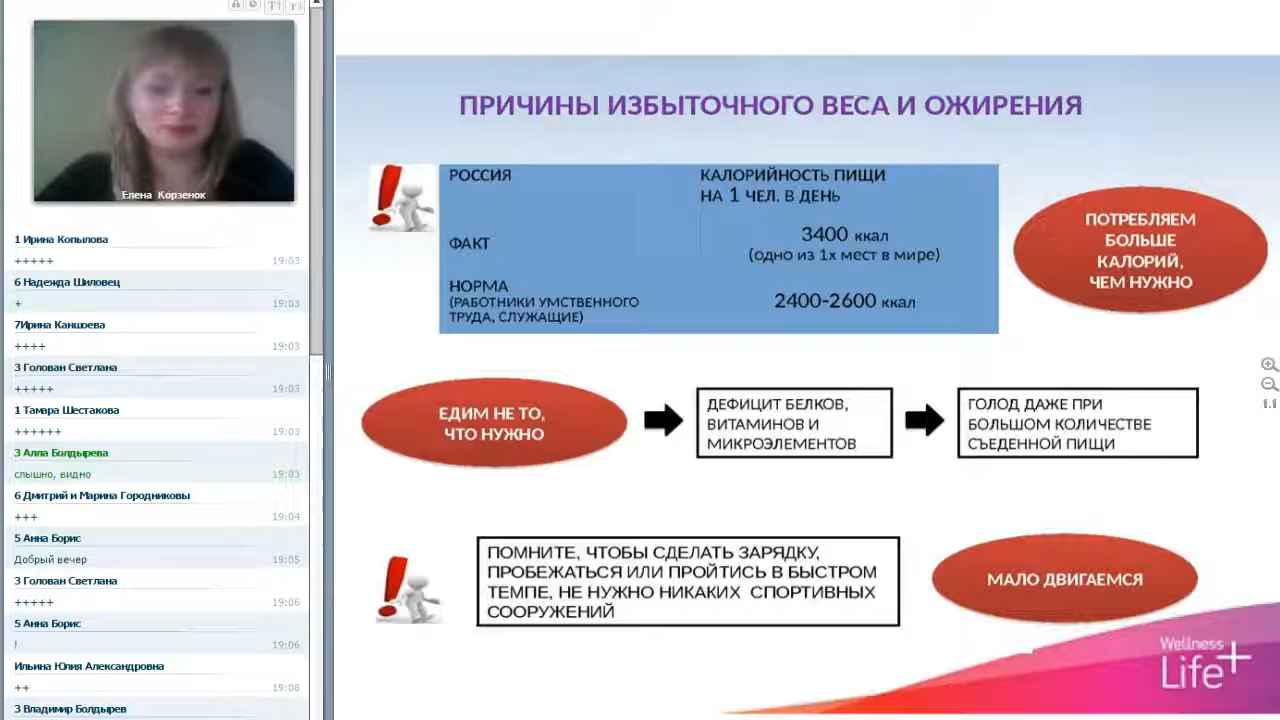 Елена Корзенок
1 Ирина Копылова
+++++ 19:03
6 Надежда Шиловец
+ 19:03
7Ирина Каншоева
++++ 19:03
3 Голован Светлана
+++++ 19:03
1 Тамара Шестакова
++++++ 19:03
3 Алла Болдырева
слышно, видно 19:03
6 Дмитрий и Марина Городниковы
+++ 19:04
5 Анна Борис
Добрый вечер 19:05
3 Голован Светлана
+++++ 19:06
5 Анна Борис
! 19:06
Ильина Юлия Александровна
++ 19:06
3 Владимир Болдырев
ПРИЧИНЫ ИЗБЫТОЧНОГО ВЕСА И ОЖИРЕНИЯ
РОССИЯ КАЛОРИЙНОСТЬ ПИЩИ
НА 1 ЧЕЛ. В ДЕНЬ
ФАКТ 3400 ккал
(одно из 1х мест в мире)
НОРМА
(РАБОТНИКИ УМСТВЕННОГО
ТРУДА, СЛУЖАЩИЕ) 2400-2600 ккал
ПОТРЕБЛЯЕМ
БОЛЬШЕ
КАЛОРИЙ,
ЧЕМ НУЖНО
ЕДИМ НЕ ТО,
ЧТО НУЖНО
ДЕФИЦИТ БЕЛКОВ,
ВИТАМИНОВ И
МИКРОЭЛЕМЕНТОВ
ГОЛОД ДАЖЕ ПРИ
БОЛЬШОМ КОЛИЧЕСТВЕ
СЪЕДЕННОЙ ПИЩИ
ПОМНИТЕ, ЧТОБЫ СДЕЛАТЬ ЗАРЯДКУ,
ПРОБЕЖАТЬСЯ ИЛИ ПРОЙТИСЬ В БЫСТРОМ
ТЕМПЕ, НЕ НУЖНО НИКАКИХ СПОРТИВНЫХ
СООРУЖЕНИЙ
МАЛО ДВИГАЕМСЯ
Wellness
Life+
1.1